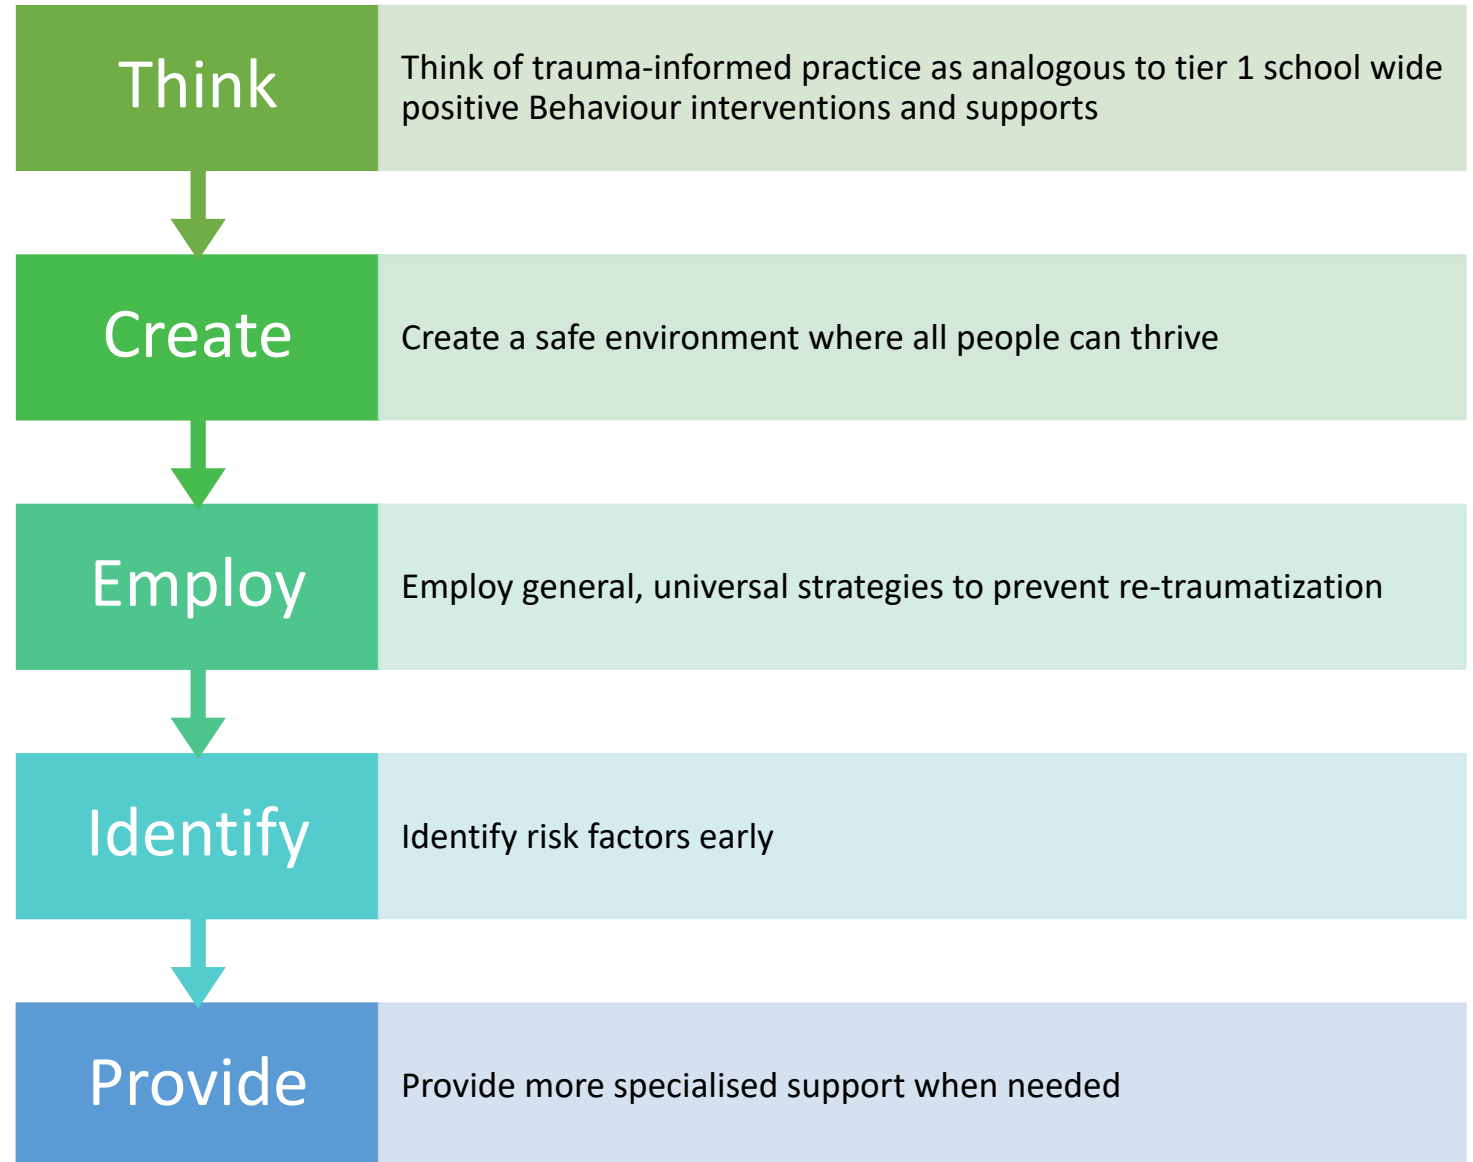 Think
Think of trauma-informed practice as analogous to tier 1 school wide
positive Behaviour interventions and supports
Create
Create a safe environment where all people can thrive
Employ
Employ general, universal strategies to prevent re-traumatization
Identify
Identify risk factors early
Provide
Provide more specialised support when needed